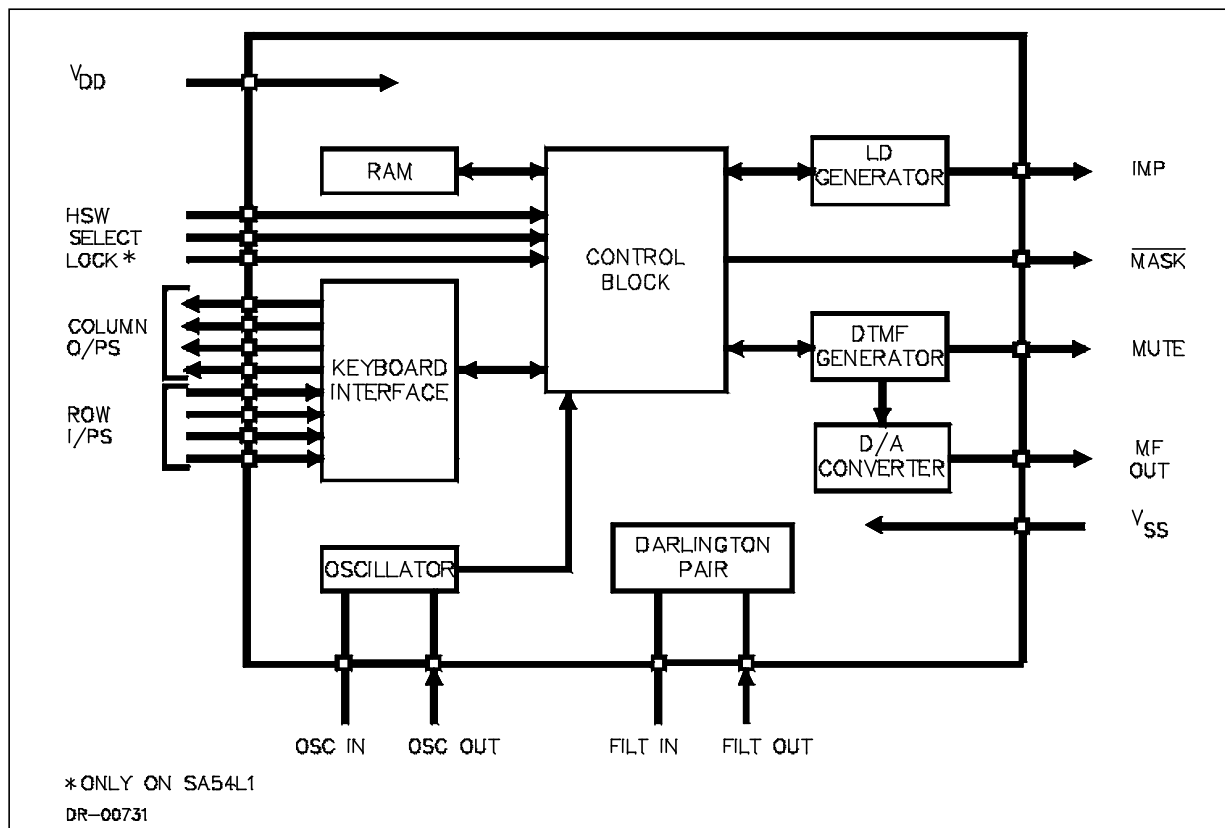 VDD
RAM
LD
GENERATOR
IMP
HSW
SELECT
LOCK *
CONTROL
BLOCK
MASK
COLUMN
O/PS
KEYBOARD
INTERFACE
DTMF
GENERATOR
MUTE
ROW
I/PS
D/A
CONVERTER
MF
OUT
VSS
OSCILLATOR
DARLINGTON
PAIR
OSC IN
OSC OUT
FILT IN
FILT OUT
* ONLY ON SA54L1
DR-00731